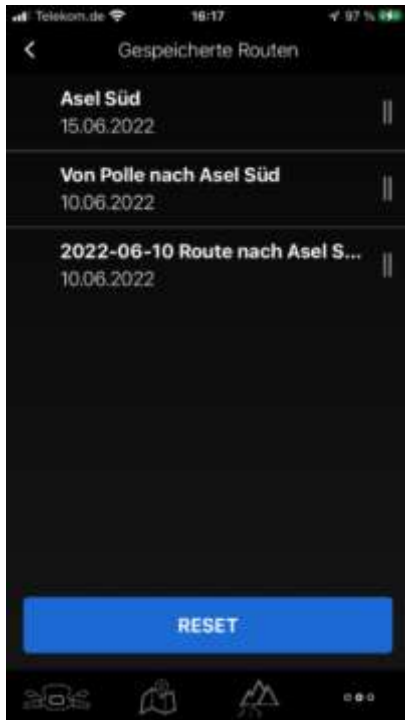 Telekom.de 16:17 97 %
Gespeicherte Routen
Asel Süd
15.06.2022
Von Polle nach Asel Süd
10.06.2022
2022-06-10 Route nach Asel S...
10.06.2022
RESET